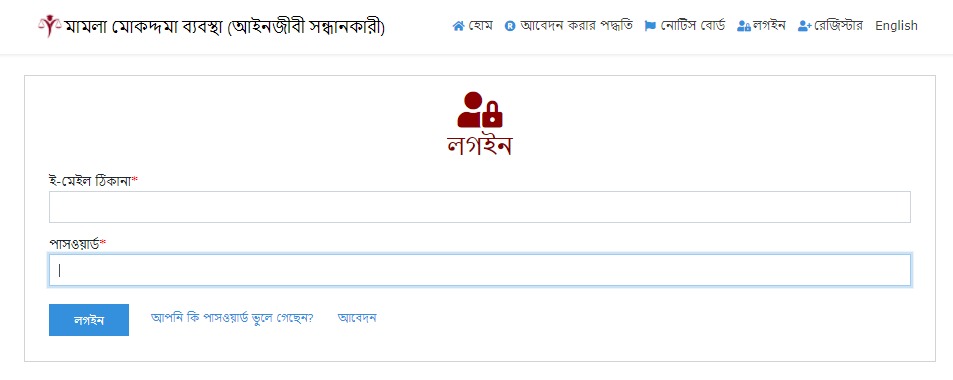 মামলা মোকদ্দমা ব্যবস্থা (আইনজীবী সন্ধানকারী) হোম আবেদন করার পদ্ধতি নোটিস বোর্ড লগইন রেজিস্টার English
লগইন
ই-মেইল ঠিকানা*
পাসওয়ার্ড*
লগইন আপনি কি পাসওয়ার্ড ভুলে গেছেন? আবেদন